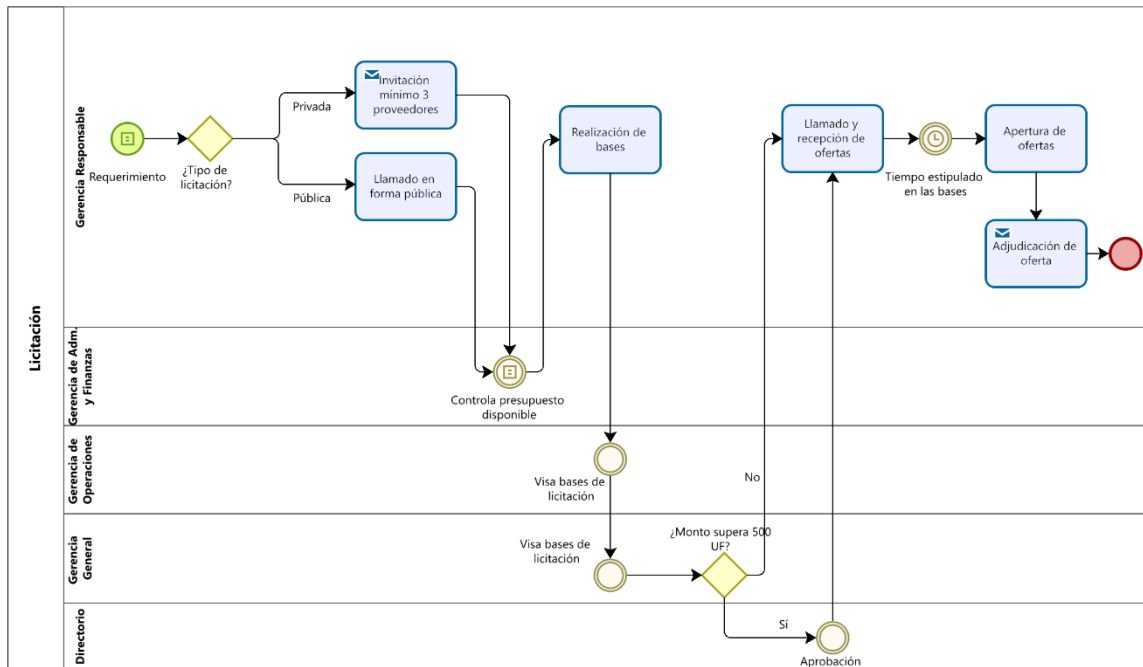 Licitación
Gerencia Responsable
Requerimiento
¿Tipo de
licitación?
Privada
Pública
Invitación
mínimo 3
proveedores
Llamado en
forma pública
Realización de
bases
Llamado y
recepción de
ofertas
Tiempo estipulado
en las bases
Apertura de
ofertas
Adjudicación de
oferta
Gerencia de Adm.
y Finanzas
Controla presupuesto
disponible
Gerencia de
Operaciones
Visa bases de
licitación
No
Gerencia
General
Visa bases de
licitación
¿Monto supera 500
UF?
Directorio
Sí
Aprobación